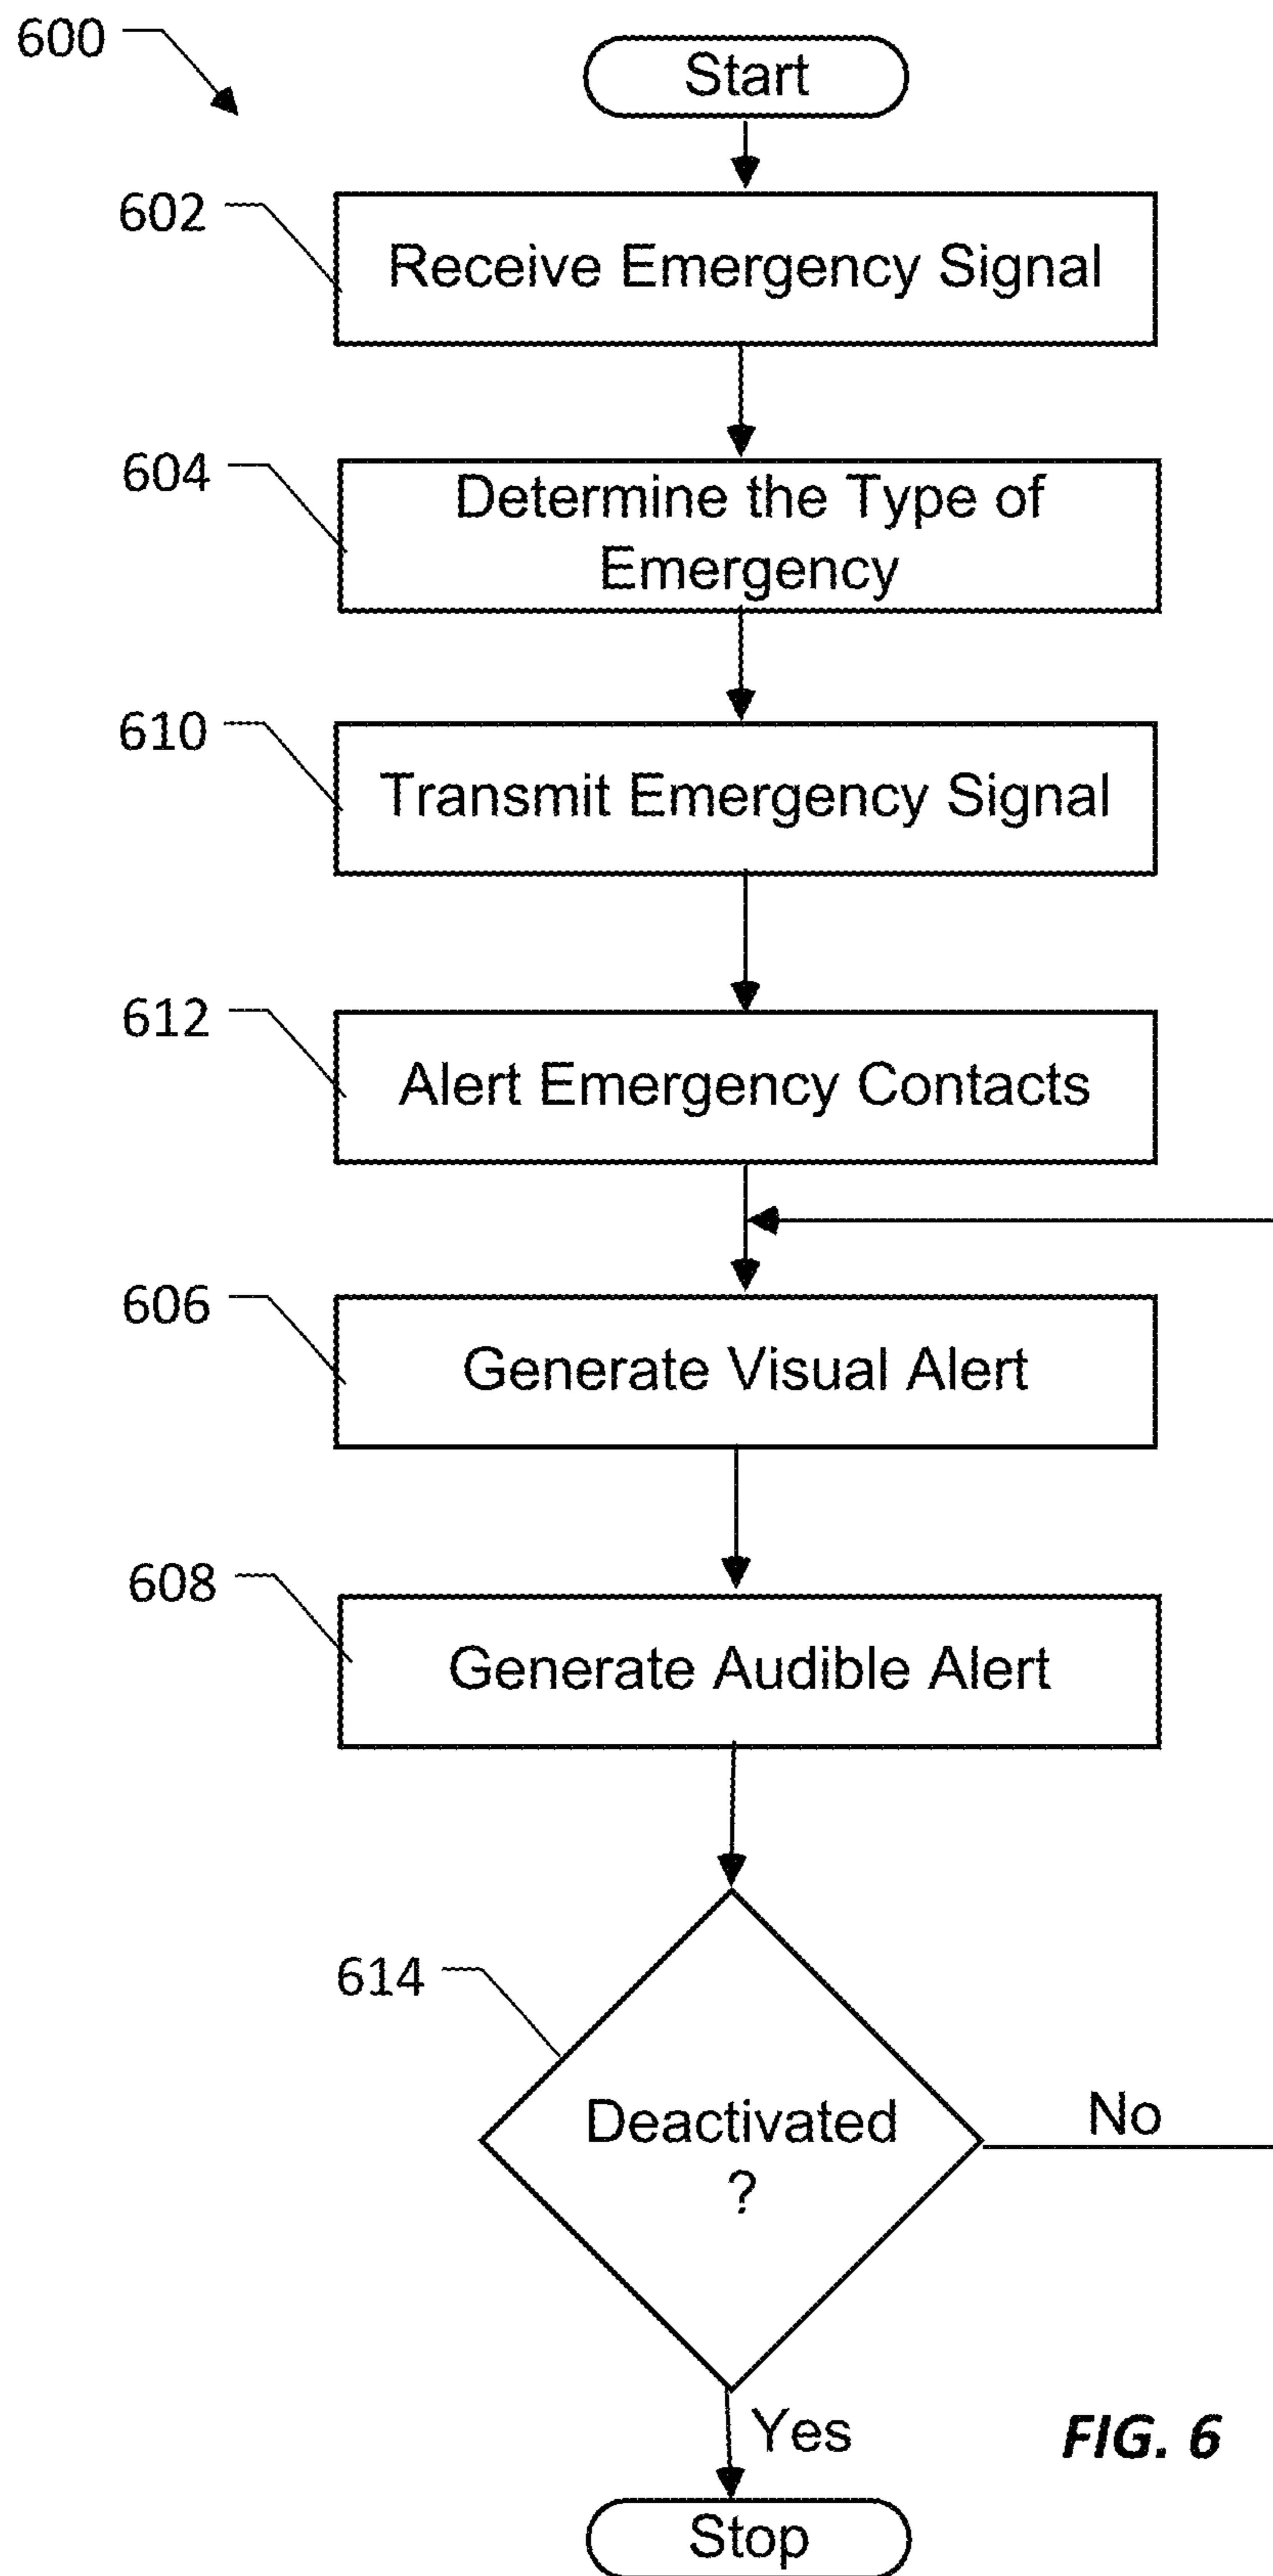 600
Start
602
Receive Emergency Signal
604
Determine the Type of
Emergency
610
Transmit Emergency Signal
612
Alert Emergency Contacts
606
Generate Visual Alert
608
Generate Audible Alert
614
Deactivated
?
No
Yes
FIG. 6
Stop